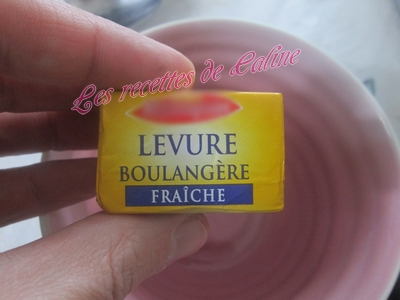 Les recettes de Caline
LEVURE
BOULANGÈRE
FRAÎCHE